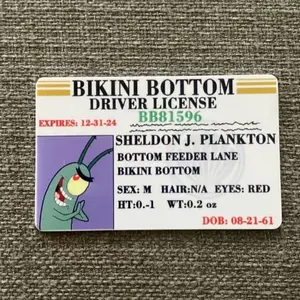 BIKINI BOTTOM
DRIVER LICENSE
BB81596
EXPIRES: 12-31-24
SHELDON J. PLANKTON
BOTTOM FEEDER LANE
BIKINI BOTTOM
SEX: M HAIR:N/A EYES: RED
HT:0.-1 WT:0.2 oz
DOB: 08-21-61